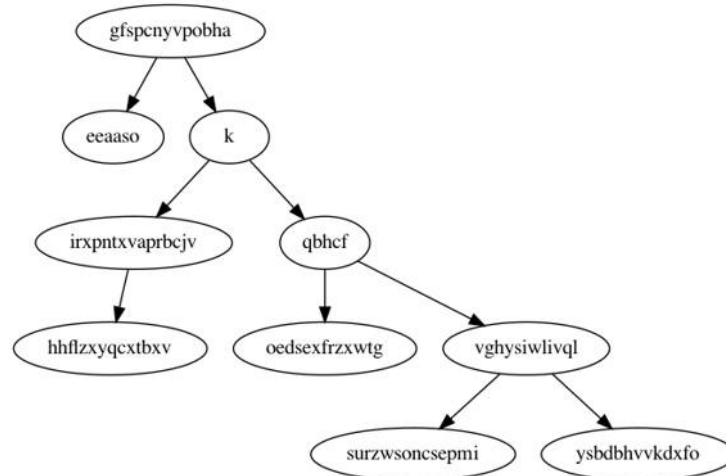 gfspcnyvpobha
eeaaso
k
irxpntxvaprbcjv
qbhcf
hhflzxyqcxtbxv
oedsexfrzxwtg
vghysiwlivql
surzwsoncsepmi
ysbdbhvvkdxfo